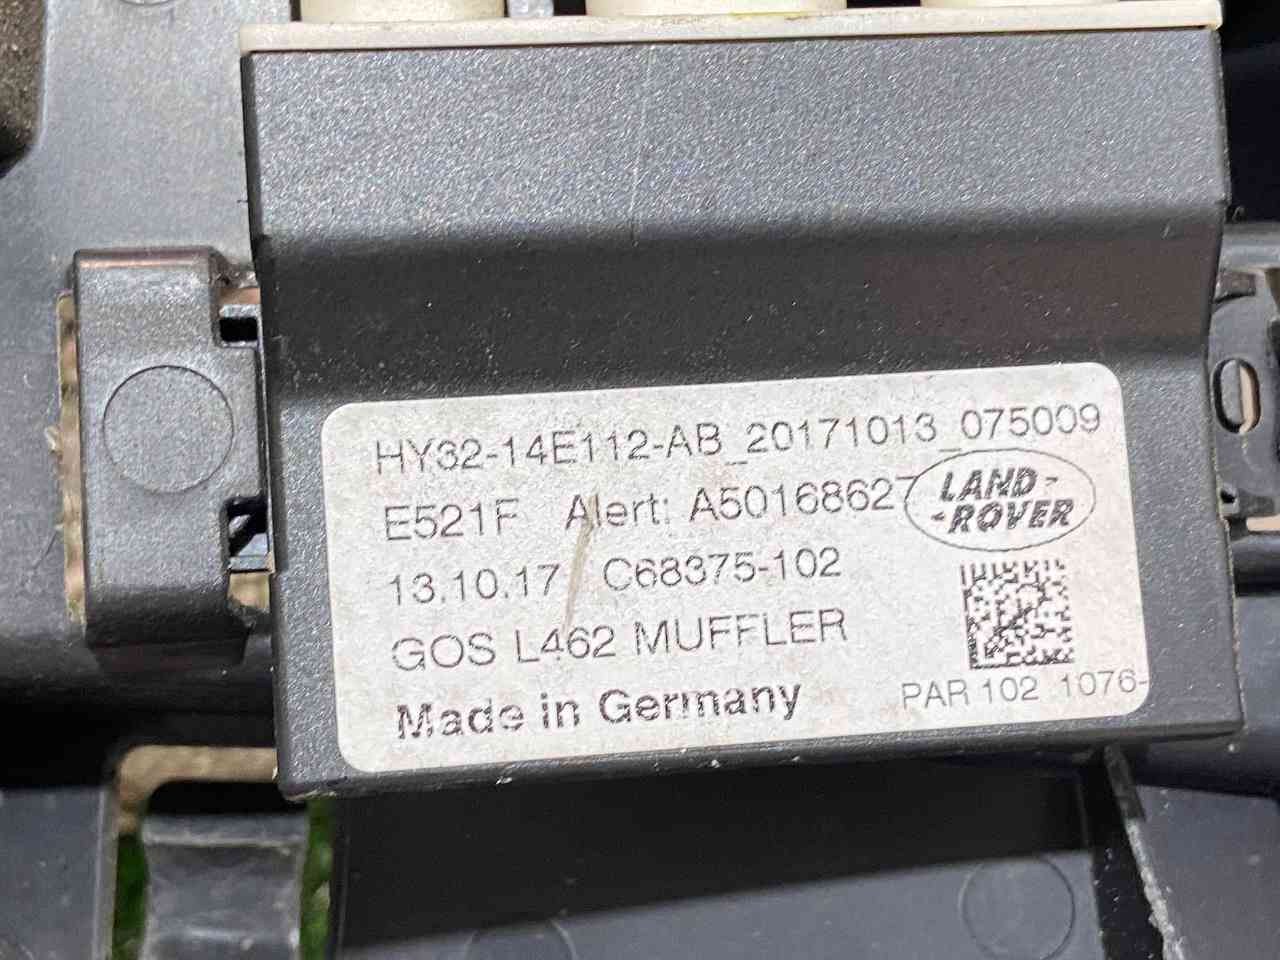 HY32-14E112-AB_20171013_075009
E521F Alert: A50168627
LAND-
-ROVER
13.10.17 C68375-102
GOS L462 MUFFLER
Made in Germany
PAR 102 1076-